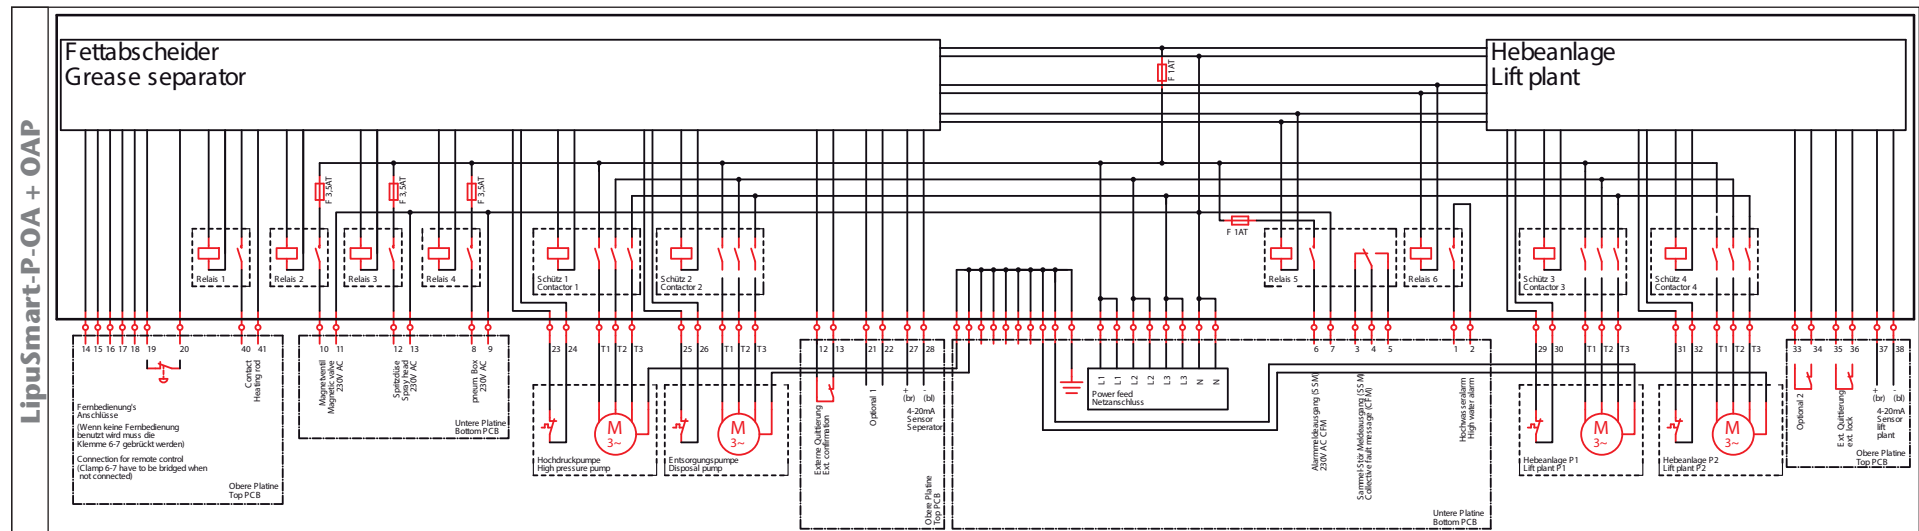 LipuSmart-P-OA + OAP
Fettabscheider
Grease separator
Hebeanlage
Lift plant
F 1AT
F 3,5AT
F 3,5AT
F 3,5AT
F 1AT
Relais 1
Relais 2
Relais 3
Relais 4
Schütz 1
Contactor 1
Schütz 2
Contactor 2
Relais 5
Relais 6
Schütz 3
Contactor 3
Schütz 4
Contactor 4
14 15 16 17 18 19 20 40 41
Contact
Heating rod
Fernbedienung's
Anschlüsse
(Wenn keine Fernbedienung
benutzt wird muss die
Klemme 6-7 gebrückt werden)
Connection for remote control
(Clamp 6-7 have to be bridged when
not connected)
Obere Platine
Top PCB
10 11 12 13 8 9
Magnetventil
Magnetic valve
230V AC
Spritzdüse
Spray head
230V AC
pneum. Box
230V AC
Untere Platine
Bottom PCB
23 24 T1 T2 T3
M
3~
Hochdruckpumpe
High pressure pump
25 26 T1 T2 T3
M
3~
Entsorgungspumpe
Disposal pump
12 13 21 22 27 28
Externe Quittierung
Ext. confirmation
Optional 1
+
(br)
-
(bl)
4-20mA
Sensor
Seperator
Obere Platine
Top PCB
L1 L1 L2 L2 L3 L3 N N
Power feed
Netzanschluss
6 7 3 4 5 1 2
Alarmmeldeausgang (SSM)
230V AC CFM
Sammel-Stör Meldeausgang (SSM)
Collective fault message (CFM)
Hochwasseralarm
High water alarm
Untere Platine
Bottom PCB
29 30 T1 T2 T3
M
3~
Hebeanlage P1
Lift plant P1
31 32 T1 T2 T3
M
3~
Hebeanlage P2
Lift plant P2
33 34 35 36 37 38
Optional 2
Ext. Quittierung
ext. lock
+
(br)
-
(bl)
4-20mA
Sensor
lift
plant
Obere Platine
Top PCB